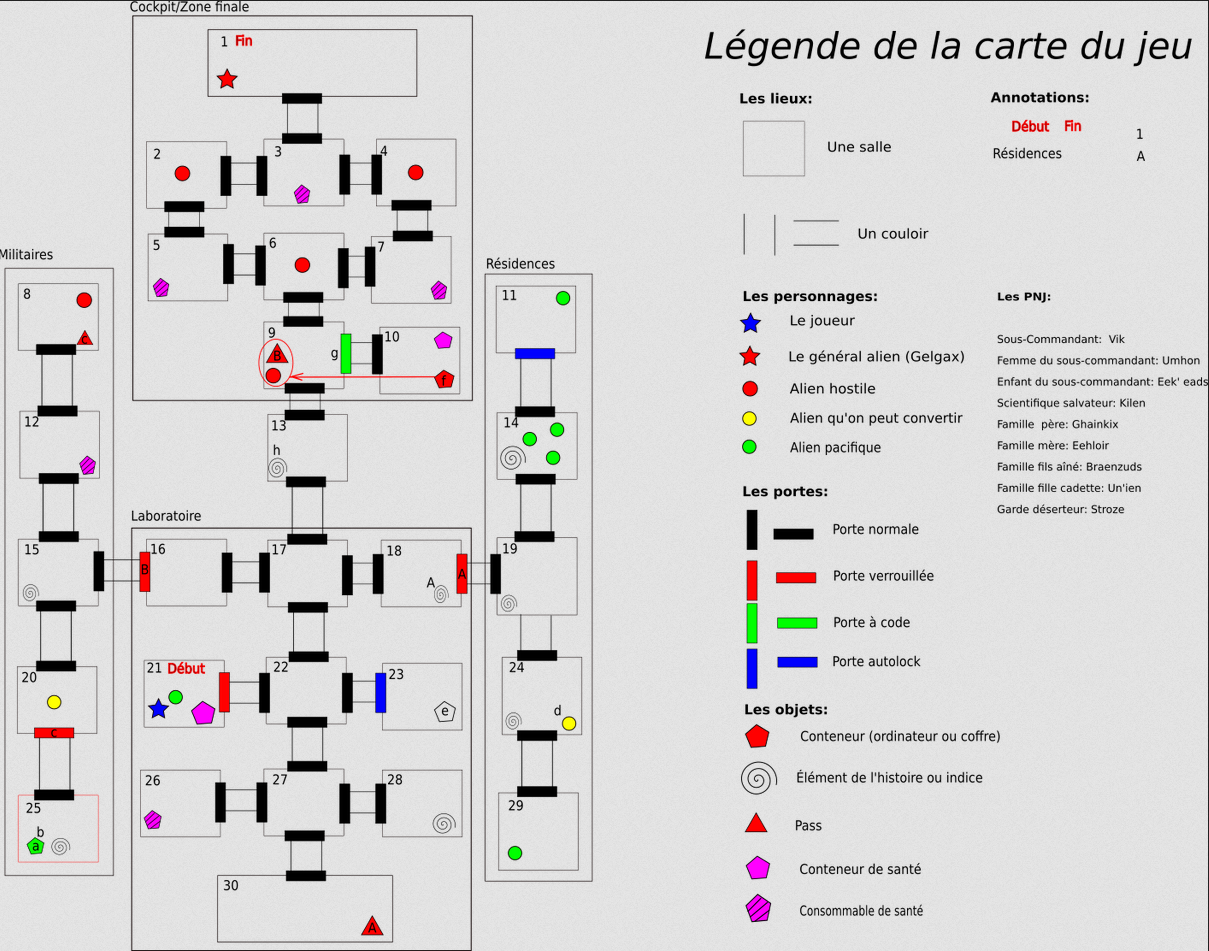 Cockpit/Zone finale
1 Fin
2
3
4
5
6
7
9
B
g
10
f
13
h
Militaires
8
c
12
15
20
c
25
b
a
Résidences
11
14
19
24
d
29
Laboratoire
B
16
17
18
A
A
21 Début
22
23
e
26
27
28
30
A
Légende de la carte du jeu
Les lieux:
Une salle
Un couloir
Annotations:
Début Fin
1
Résidences
A
Les personnages:
Le joueur
Le général alien (Gelgax)
Alien hostile
Alien qu'on peut convertir
Alien pacifique
Les PNJ:
Sous-Commandant: Vik
Femme du sous-commandant: Umhon
Enfant du sous-commandant: Eek' eads
Scientifique salvateur: Kilen
Famille père: Ghainkix
Famille mère: Eehloir
Famille fils aîné: Braenzuds
Famille fille cadette: Un'ien
Garde déserteur: Stroze
Les portes:
Porte normale
Porte verrouillée
Porte à code
Porte autolock
Les objets:
Conteneur (ordinateur ou coffre)
Élément de l'histoire ou indice
Pass
Conteneur de santé
Consommable de santé